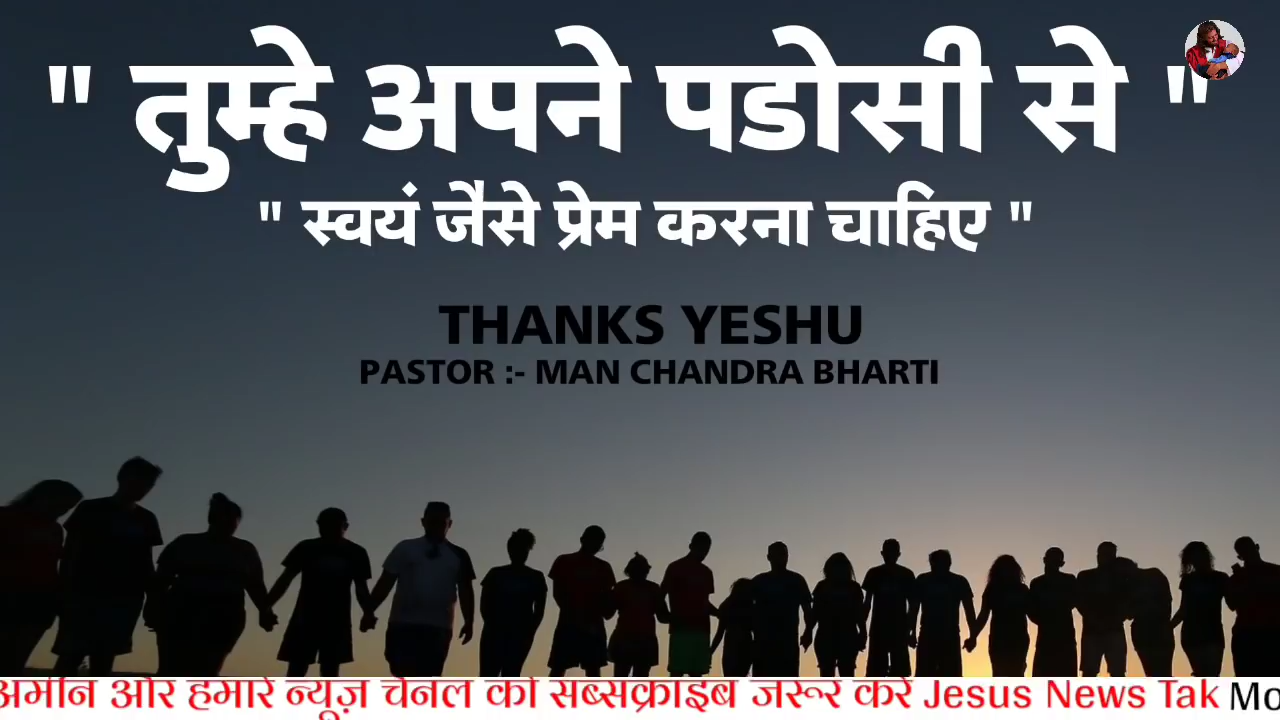 " तुम्हे अपने पडोसी से "
" स्वयं जैसे प्रेम करना चाहिए "
THANKS YESHU
PASTOR :- MAN CHANDRA BHARTI
अमीन और हमारे न्यूज़ चैनल को सब्सक्राइब जरूर करें Jesus News Tak